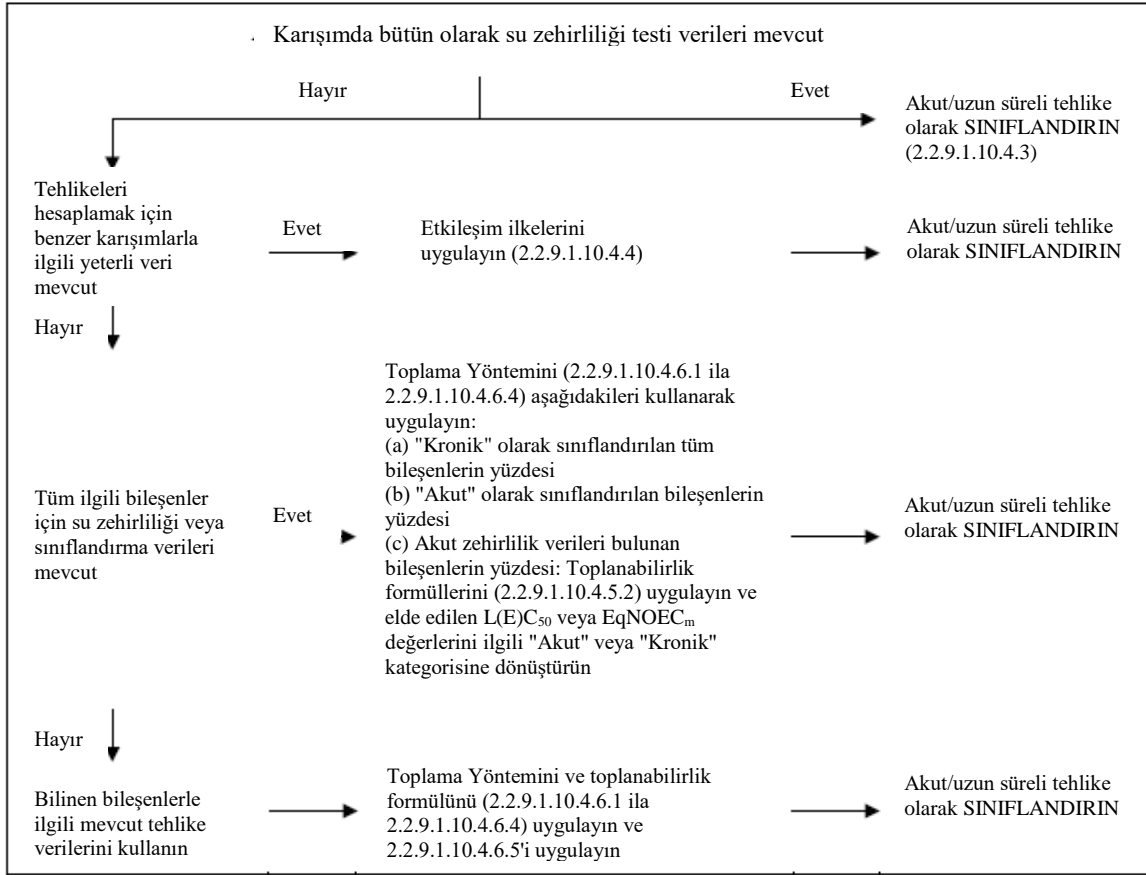 Karışımda bütün olarak su zehirliliği testi verileri mevcut
Hayır
Evet
Akut/uzun süreli tehlike
olarak SINIFLANDIRIN
(2.2.9.1.10.4.3)
Tehlikeleri
hesaplamak için
benzer karışımlarla
ilgili yeterli veri
mevcut
Evet
Etkileşim ilkelerini
uygulayın (2.2.9.1.10.4.4)
Akut/uzun süreli tehlike
olarak SINIFLANDIRIN
Hayır
Tüm ilgili bileşenler
için su zehirliliği veya
sınıflandırma verileri
mevcut
Evet
Toplama Yöntemini (2.2.9.1.10.4.6.1 ila
2.2.9.1.10.4.6.4) aşağıdakileri kullanarak
uygulayın:
(a) "Kronik" olarak sınıflandırılan tüm
bileşenlerin yüzdesi
(b) "Akut" olarak sınıflandırılan bileşenlerin
yüzdesi
(c) Akut zehirlilik verileri bulunan
bileşenlerin yüzdesi: Toplanabilirlik
formüllerini (2.2.9.1.10.4.5.2) uygulayın ve
elde edilen L(E)C₅₀ veya EqNOECₘ
değerlerini ilgili "Akut" veya "Kronik"
kategorisine dönüştürün
Akut/uzun süreli tehlike
olarak SINIFLANDIRIN
Hayır
Bilinen bileşenlerle
ilgili mevcut tehlike
verilerini kullanın
Toplama Yöntemini ve toplanabilirlik
formülünü (2.2.9.1.10.4.6.1 ila
2.2.9.1.10.4.6.4) uygulayın ve
2.2.9.1.10.4.6.5'i uygulayın
Akut/uzun süreli tehlike
olarak SINIFLANDIRIN